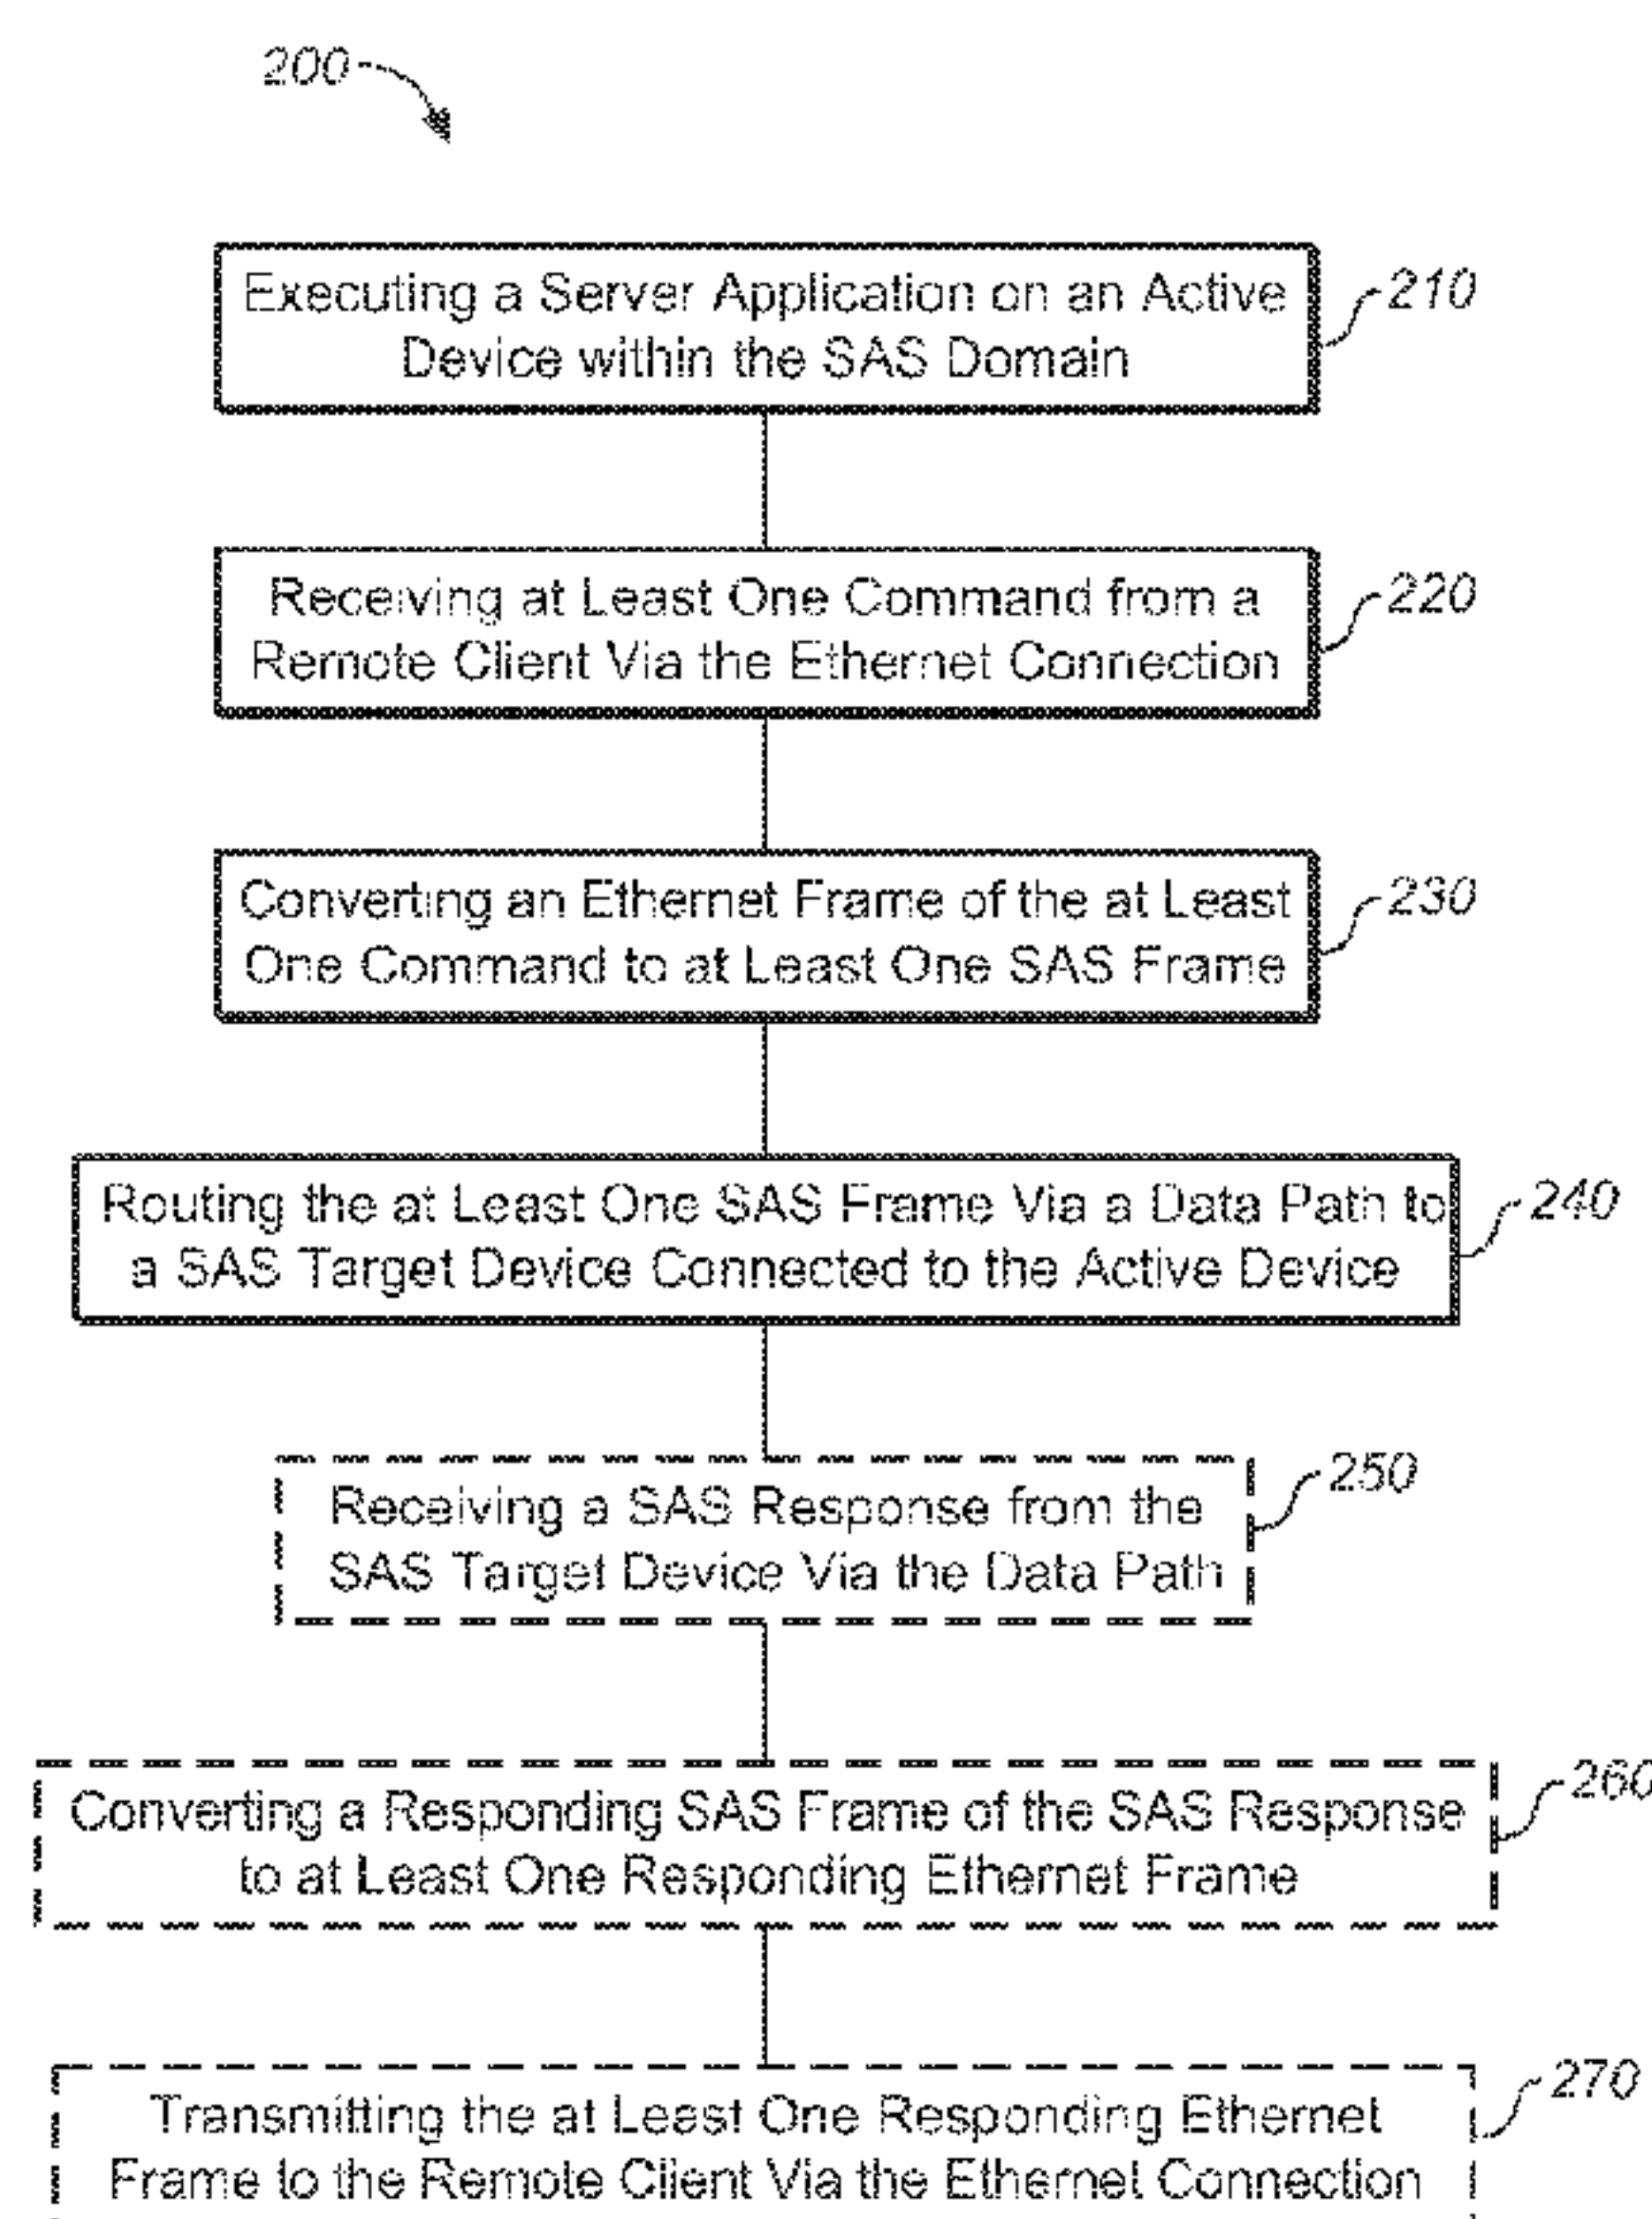 200
Executing a Server Application on an Active
Device within the SAS Domain
210
Receiving at Least One Command from a
Remote Client Via the Ethernet Connection
220
Converting an Ethernet Frame of the at Least
One Command to at Least One SAS Frame
230
Routing the at Least One SAS Frame Via a Data Path to
a SAS Target Device Connected to the Active Device
240
Receiving a SAS Response from the
SAS Target Device Via the Data Path
250
Converting a Responding SAS Frame of the SAS Response
to at Least One Responding Ethernet Frame
260
Transmitting the at Least One Responding Ethernet
Frame to the Remote Client Via the Ethernet Connection
270